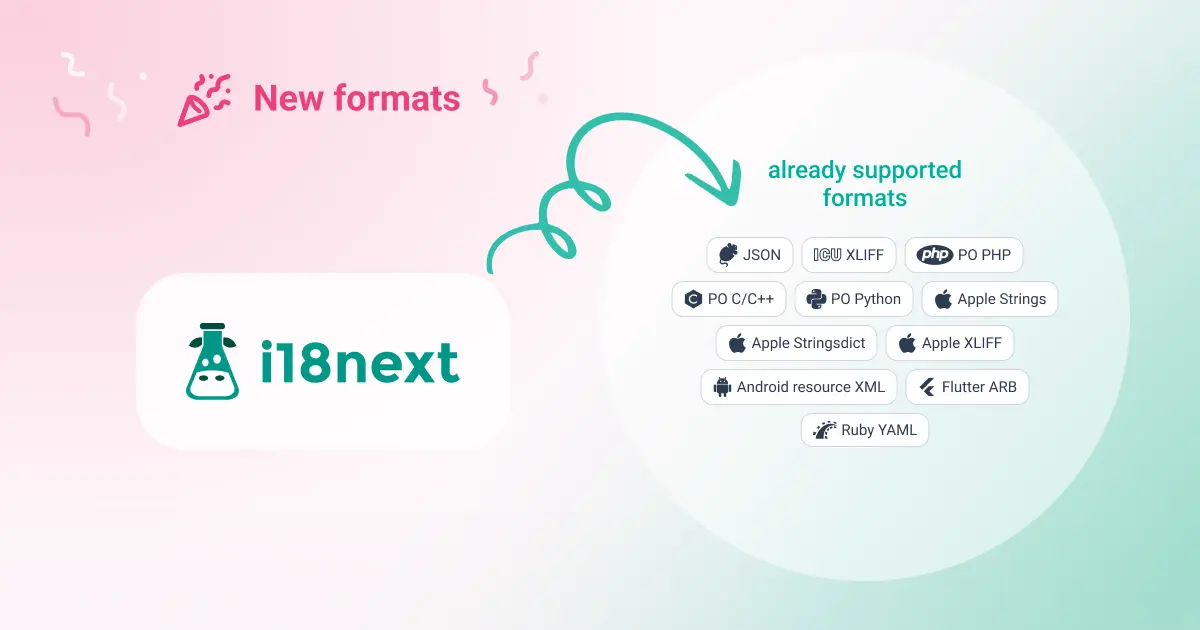 New formats
already supported
formats
JSON
ICU XLIFF
php PO PHP
C PO C/C++
PO Python
Apple Strings
Apple Stringsdict
Apple XLIFF
Android resource XML
Flutter ARB
Ruby YAML
i18next